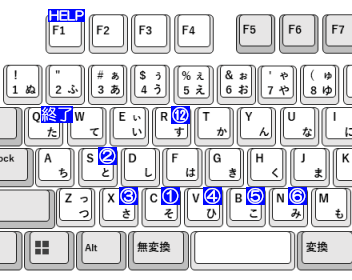 HELP
F1 F2 F3 F4 F5 F6 F7
! " # ぁ $ ぅ % ぇ & ぉ ' ゃ ( ゅ
1 ぬ 2 ふ 3 あ 4 う 5 え 6 お 7 や 8 ゆ
Q 終了 W E ぃ R ⑫ T Y U I
た て い す か ん な に
ock A S ② D F G H J K
ち と し は き く ま
Z っ X ③ C ① V ④ B ⑤ N ⑥ M
つ さ そ ひ こ み も
Alt 無変換 変換